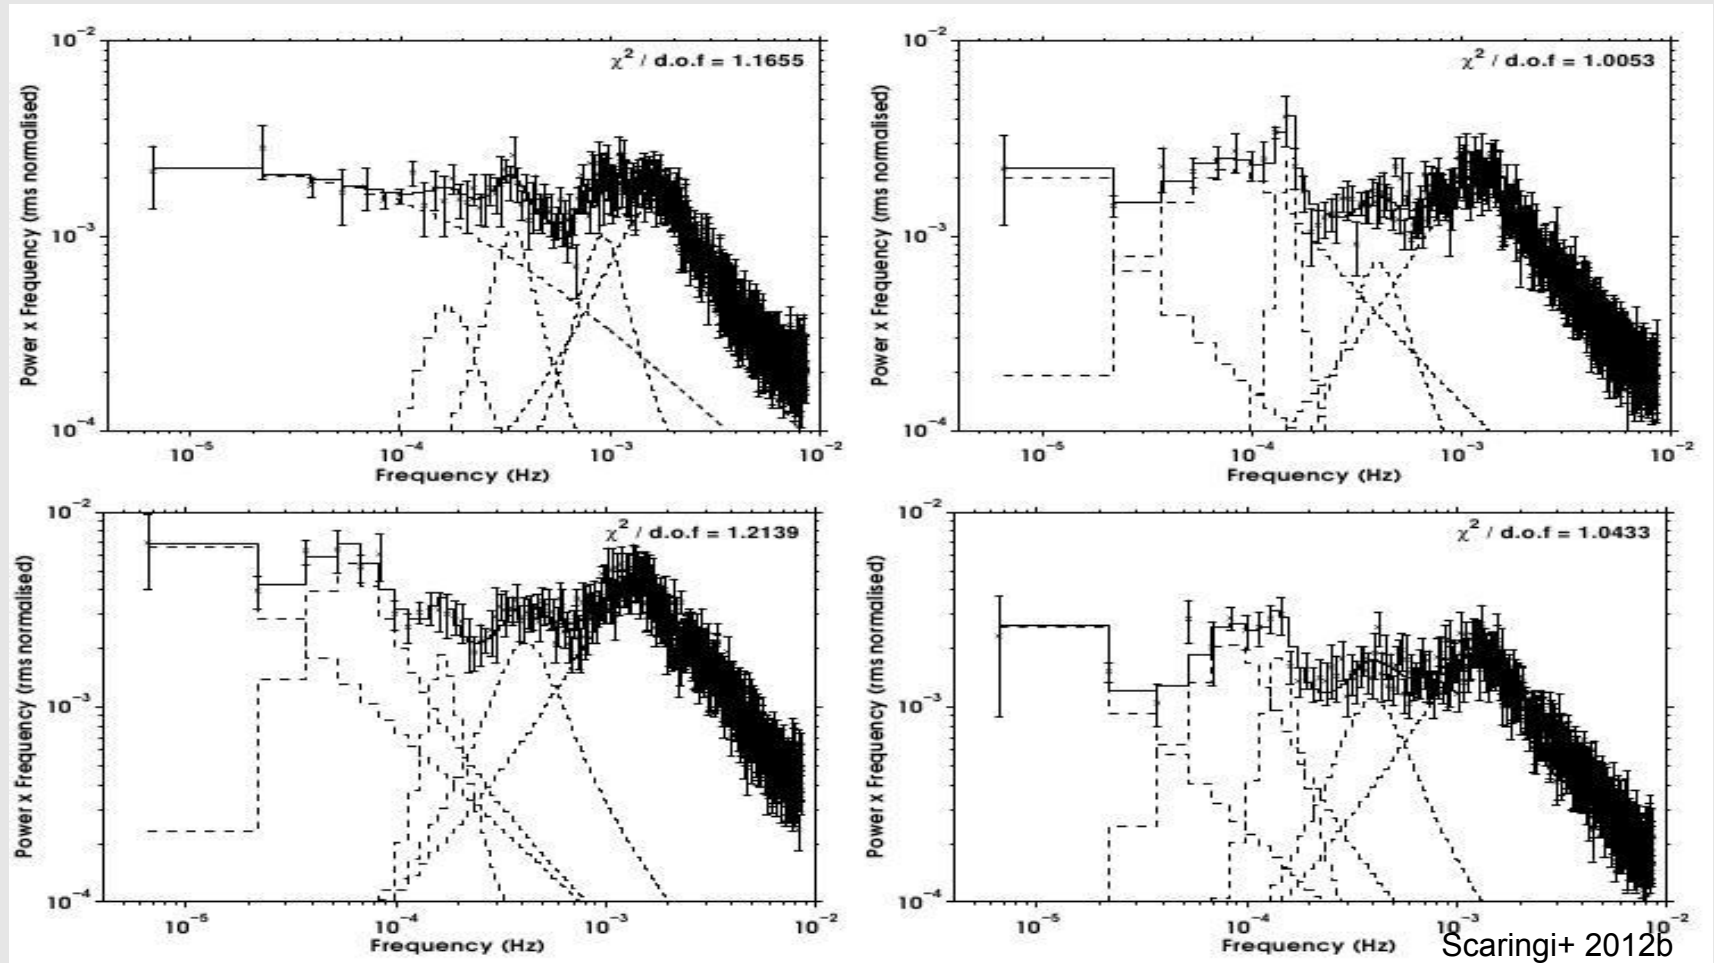 10⁻²
χ² / d.o.f = 1.1655
10⁻³
10⁻⁴
Power x Frequency (rms normalised)
10⁻⁵
10⁻⁴
10⁻³
10⁻²
Frequency (Hz)
10⁻²
χ² / d.o.f = 1.0053
10⁻³
10⁻⁴
Power x Frequency (rms normalised)
10⁻⁵
10⁻⁴
10⁻³
10⁻²
Frequency (Hz)
10⁻²
χ² / d.o.f = 1.2139
10⁻³
10⁻⁴
Power x Frequency (rms normalised)
10⁻⁵
10⁻⁴
10⁻³
10⁻²
Frequency (Hz)
10⁻²
χ² / d.o.f = 1.0433
10⁻³
10⁻⁴
Power x Frequency (rms normalised)
10⁻⁵
10⁻⁴
10⁻³
10⁻²
Frequency (Hz)
Scaringi+ 2012b